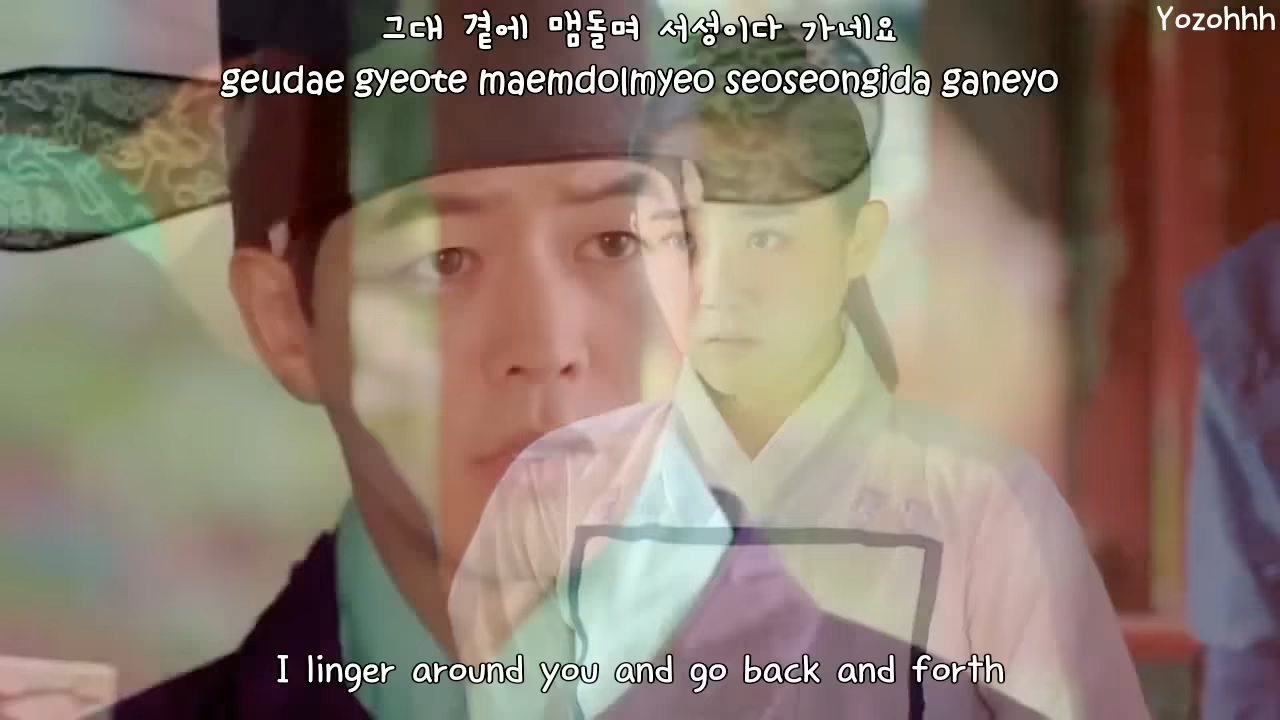 Yozohhh
그대 곁에 맴돌며 서성이다 가네요
geudae gyeote maemdolmyeo seoseongida ganeyo
I linger around you and go back and forth